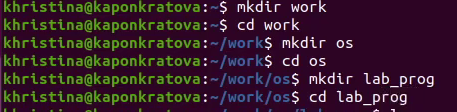 khristina@kaponkratova:~$ mkdir work
khristina@kaponkratova:~$ cd work
khristina@kaponkratova:~/work$ mkdir os
khristina@kaponkratova:~/work$ cd os
khristina@kaponkratova:~/work/os$ mkdir lab_prog
khristina@kaponkratova:~/work/os$ cd lab_prog